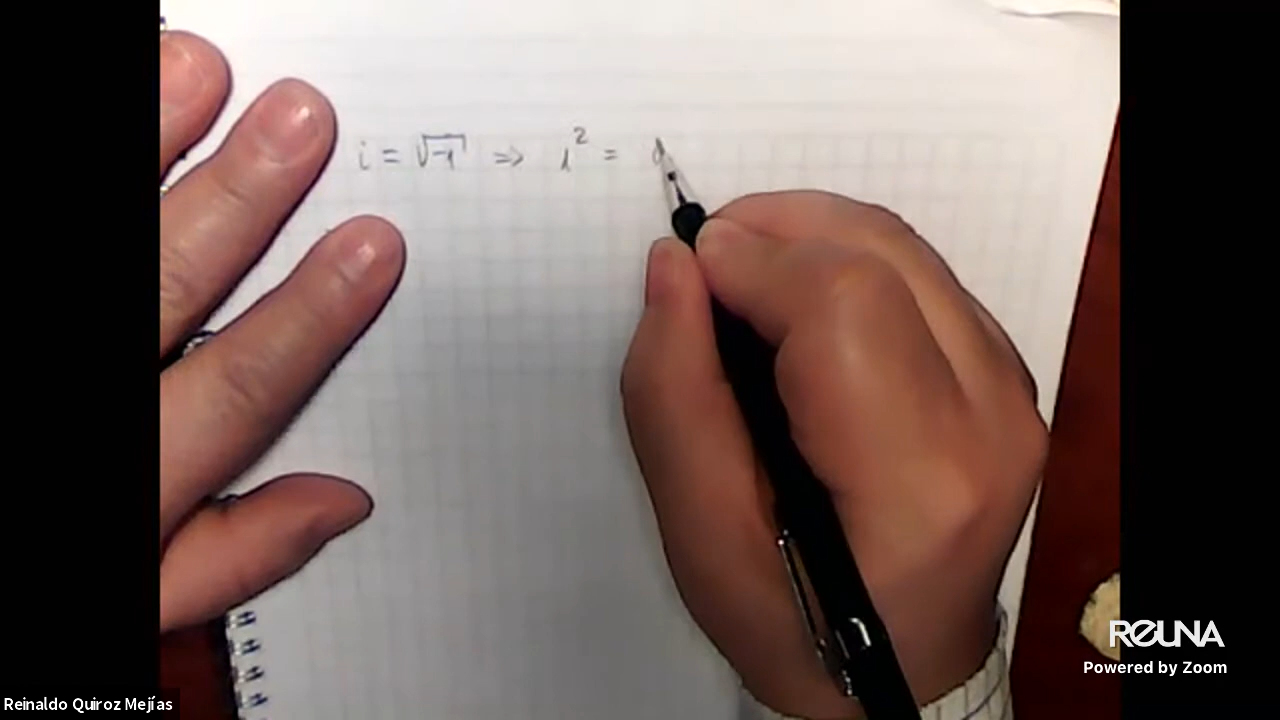 i = √-1 ⇒ i² =
REUNA
Powered by Zoom
Reinaldo Quiroz Mejías